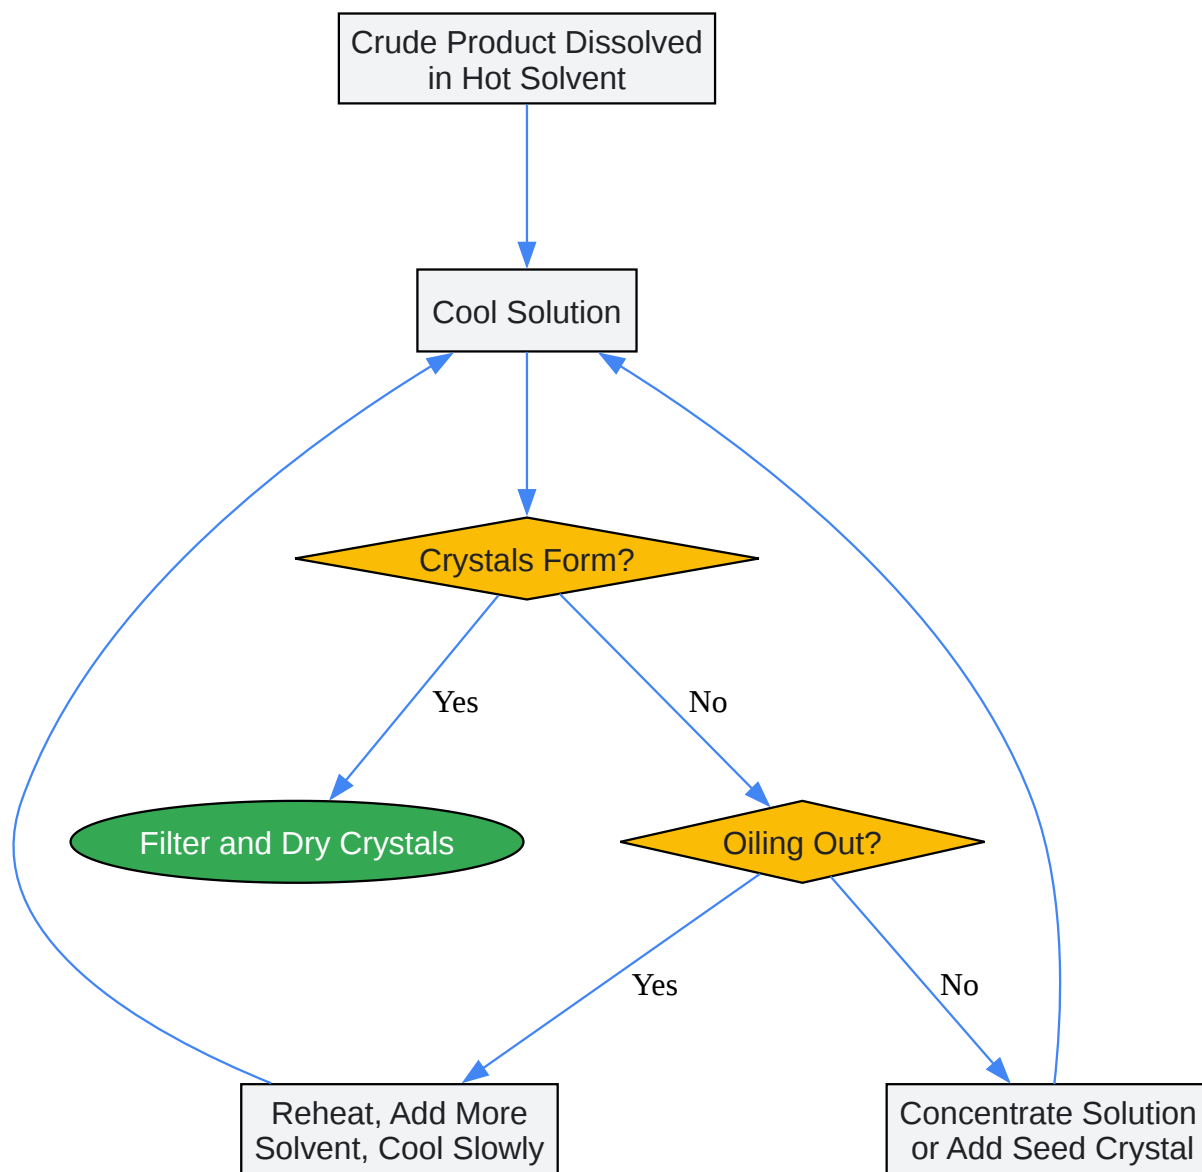 Crude Product Dissolved
in Hot Solvent
Cool Solution
Crystals Form?
Yes
No
Filter and Dry Crystals
Oiling Out?
Yes
No
Reheat, Add More
Solvent, Cool Slowly
Concentrate Solution
or Add Seed Crystal